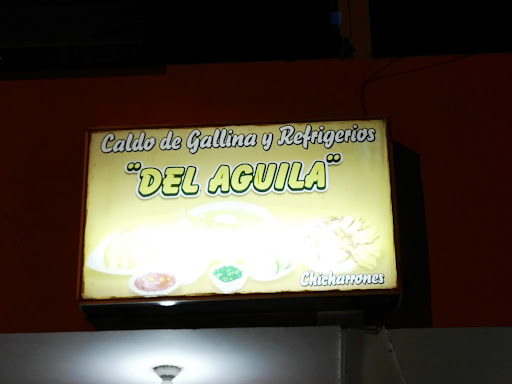 Caldo de Gallina y Refrigerios
"DEL AGUILA"
Chicharrones